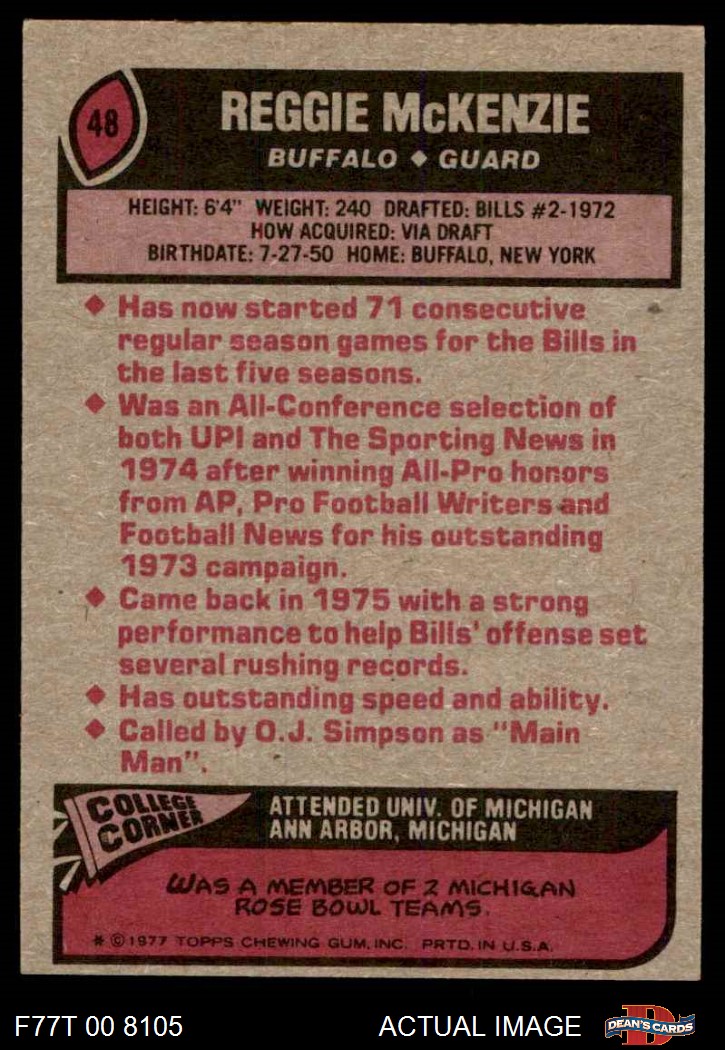 48
REGGIE McKENZIE
BUFFALO ◆ GUARD
HEIGHT: 6'4" WEIGHT: 240 DRAFTED: BILLS #2-1972
HOW ACQUIRED: VIA DRAFT
BIRTHDATE: 7-27-50 HOME: BUFFALO, NEW YORK
◆ Has now started 71 consecutive
regular season games for the Bills in
the last five seasons.
◆ Was an All-Conference selection of
both UPI and The Sporting News in
1974 after winning All-Pro honors
from AP, Pro Football Writers and
Football News for his outstanding
1973 campaign.
◆ Came back in 1975 with a strong
performance to help Bills' offense set
several rushing records.
◆ Has outstanding speed and ability.
◆ Called by O.J. Simpson as "Main
Man".
COLLEGE
CORNER
ATTENDED UNIV. OF MICHIGAN
ANN ARBOR, MICHIGAN
WAS A MEMBER OF 2 MICHIGAN
ROSE BOWL TEAMS.
* © 1977 TOPPS CHEWING GUM, INC. PRTD. IN U.S.A.
F77T 00 8105
ACTUAL IMAGE
D
DEAN'S CARDS